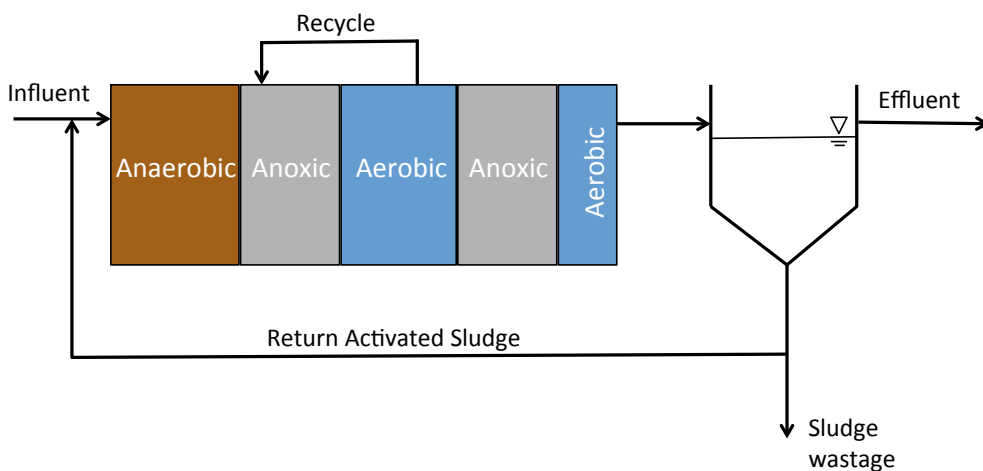 Recycle
Influent
Effluent
Anaerobic
Anoxic
Aerobic
Anoxic
Aerobic
Return Activated Sludge
Sludge
wastage